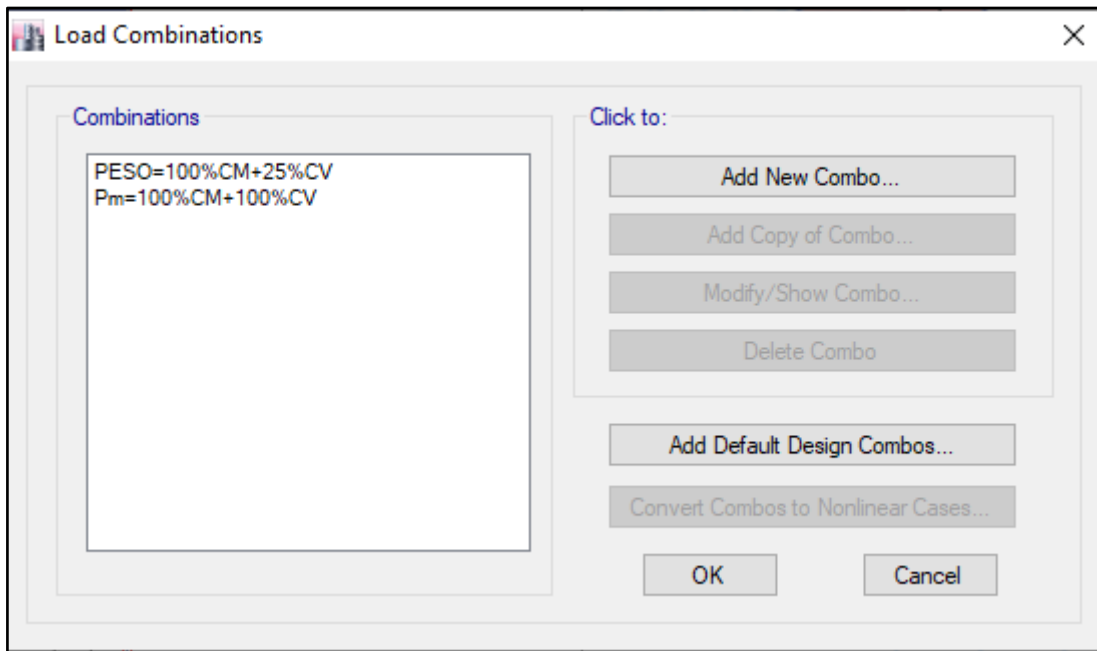 Load Combinations
Combinations
PESO=100%CM+25%CV
Pm=100%CM+100%CV
Click to:
Add New Combo...
Add Copy of Combo...
Modify/Show Combo...
Delete Combo
Add Default Design Combos...
Convert Combos to Nonlinear Cases...
OK
Cancel